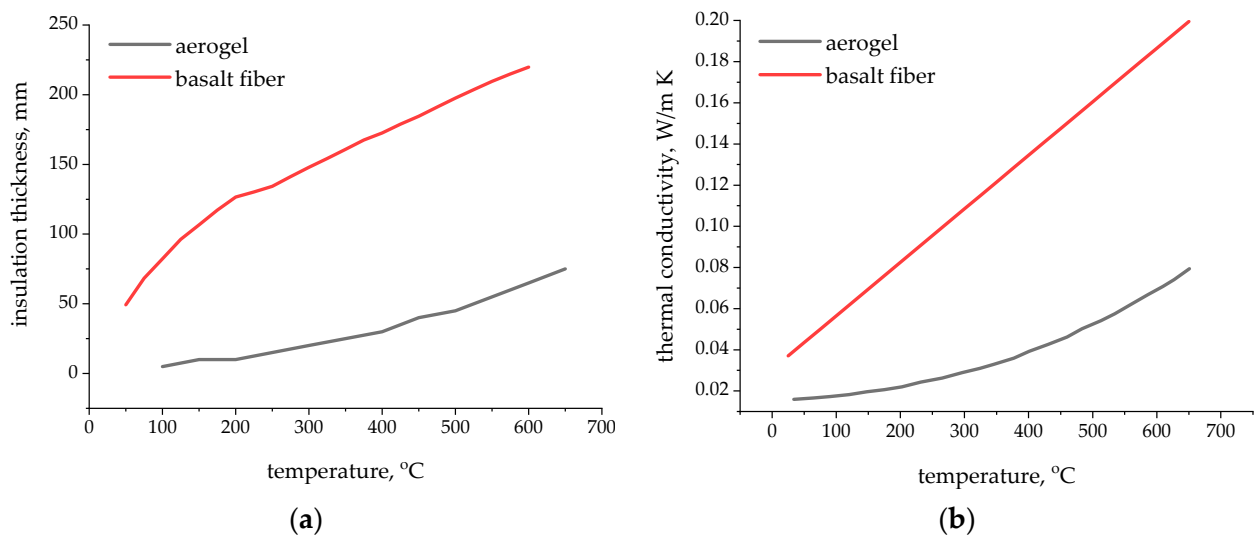 250
200
150
100
50
0
insulation thickness, mm
aerogel
basalt fiber
0 100 200 300 400 500 600 700
temperature, °C
(a)
0.20
0.18
0.16
0.14
0.12
0.10
0.08
0.06
0.04
0.02
thermal conductivity, W/m K
aerogel
basalt fiber
0 100 200 300 400 500 600 700
temperature, °C
(b)